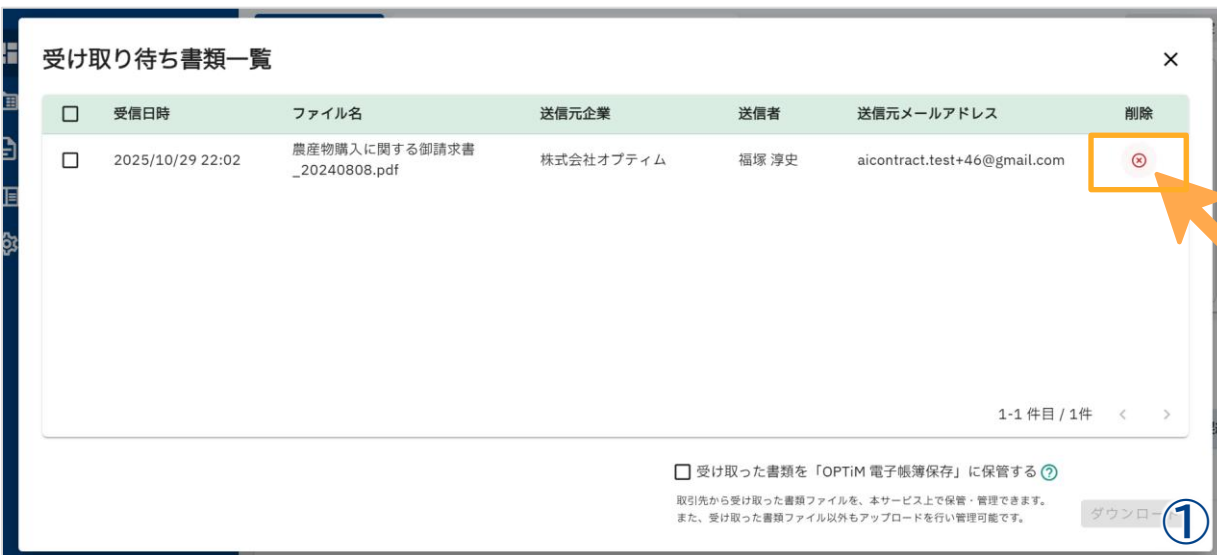 受け取り待ち書類一覧
受信日時 ファイル名 送信元企業 送信者 送信元メールアドレス 削除
2025/10/29 22:02 農産物購入に関する御請求書 株式会社オプティム 福塚 淳史 aicontract.test+46@gmail.com
_20240808.pdf
1-1 件目 / 1件
受け取った書類を「OPTiM 電子帳簿保存」に保管する
取引先から受け取った書類ファイルを、本サービス上で保管・管理できます。
また、受け取った書類ファイル以外もアップロードを行い管理可能です。
ダウンロー
①